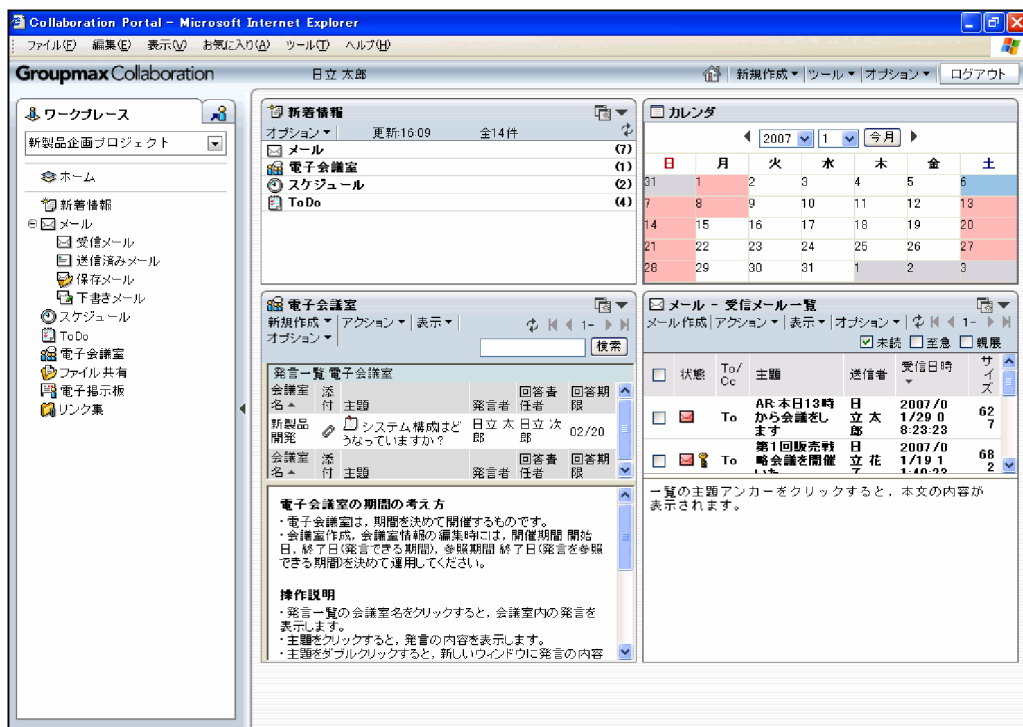 Collaboration Portal - Microsoft Internet Explorer
ファイル(F) 編集(E) 表示(V) お気に入り(A) ツール(T) ヘルプ(H)
Groupmax Collaboration 日立 太郎 新規作成 ツール オプション ログアウト
ワークプレース
新製品企画プロジェクト
ホーム
新着情報
メール
受信メール
送信済みメール
保存メール
下書きメール
スケジュール
ToDo
電子会議室
ファイル共有
電子掲示板
リンク集
新着情報
オプション 更新:16:09 全14件
メール (7)
電子会議室 (1)
スケジュール (2)
ToDo (4)
カレンダ
2007 1 今月
日 月 火 水 木 金 土
31 1 2 3 4 5 6
7 8 9 10 11 12 13
14 15 16 17 18 19 20
21 22 23 24 25 26 27
28 29 30 31 1 2 3
電子会議室
新規作成 アクション 表示 1-
オプション
検索
発言一覧 電子会議室
会議室名 添付 主題 発言者 回答責任者 回答期限
新製品開発 システム構成はどうなっていますか? 日立 太郎 日立 次郎 02/20
会議室名 添付 主題 発言者 回答責任者 回答期限
電子会議室の期間の考え方
・電子会議室は，期間を決めて開催するものです。
・会議室作成，会議室情報の編集時には，開催期間 開始
日，終了日(発言できる期間)，参照期間 終了日(発言を参照
できる期間)を決めて運用してください。
操作説明
・発言一覧の会議室名をクリックすると，会議室内の発言を
表示します。
・主題をクリックすると，発言の内容を表示します。
・主題をダブルクリックすると，新しいウィンドウに発言の内容
メール - 受信メール一覧
メール作成 アクション 表示 オプション 1-
未読 至急 親展
状態 To/Cc 主題 送信者 受信日時 サイズ
To AR:本日13時から会議をします 日立 太郎 2007/01/29 08:23:23 627
To 第1回販売戦略会議を開催 日立 花 2007/01/19 1 682
一覧の主題アンカーをクリックすると，本文の内容が
表示されます。